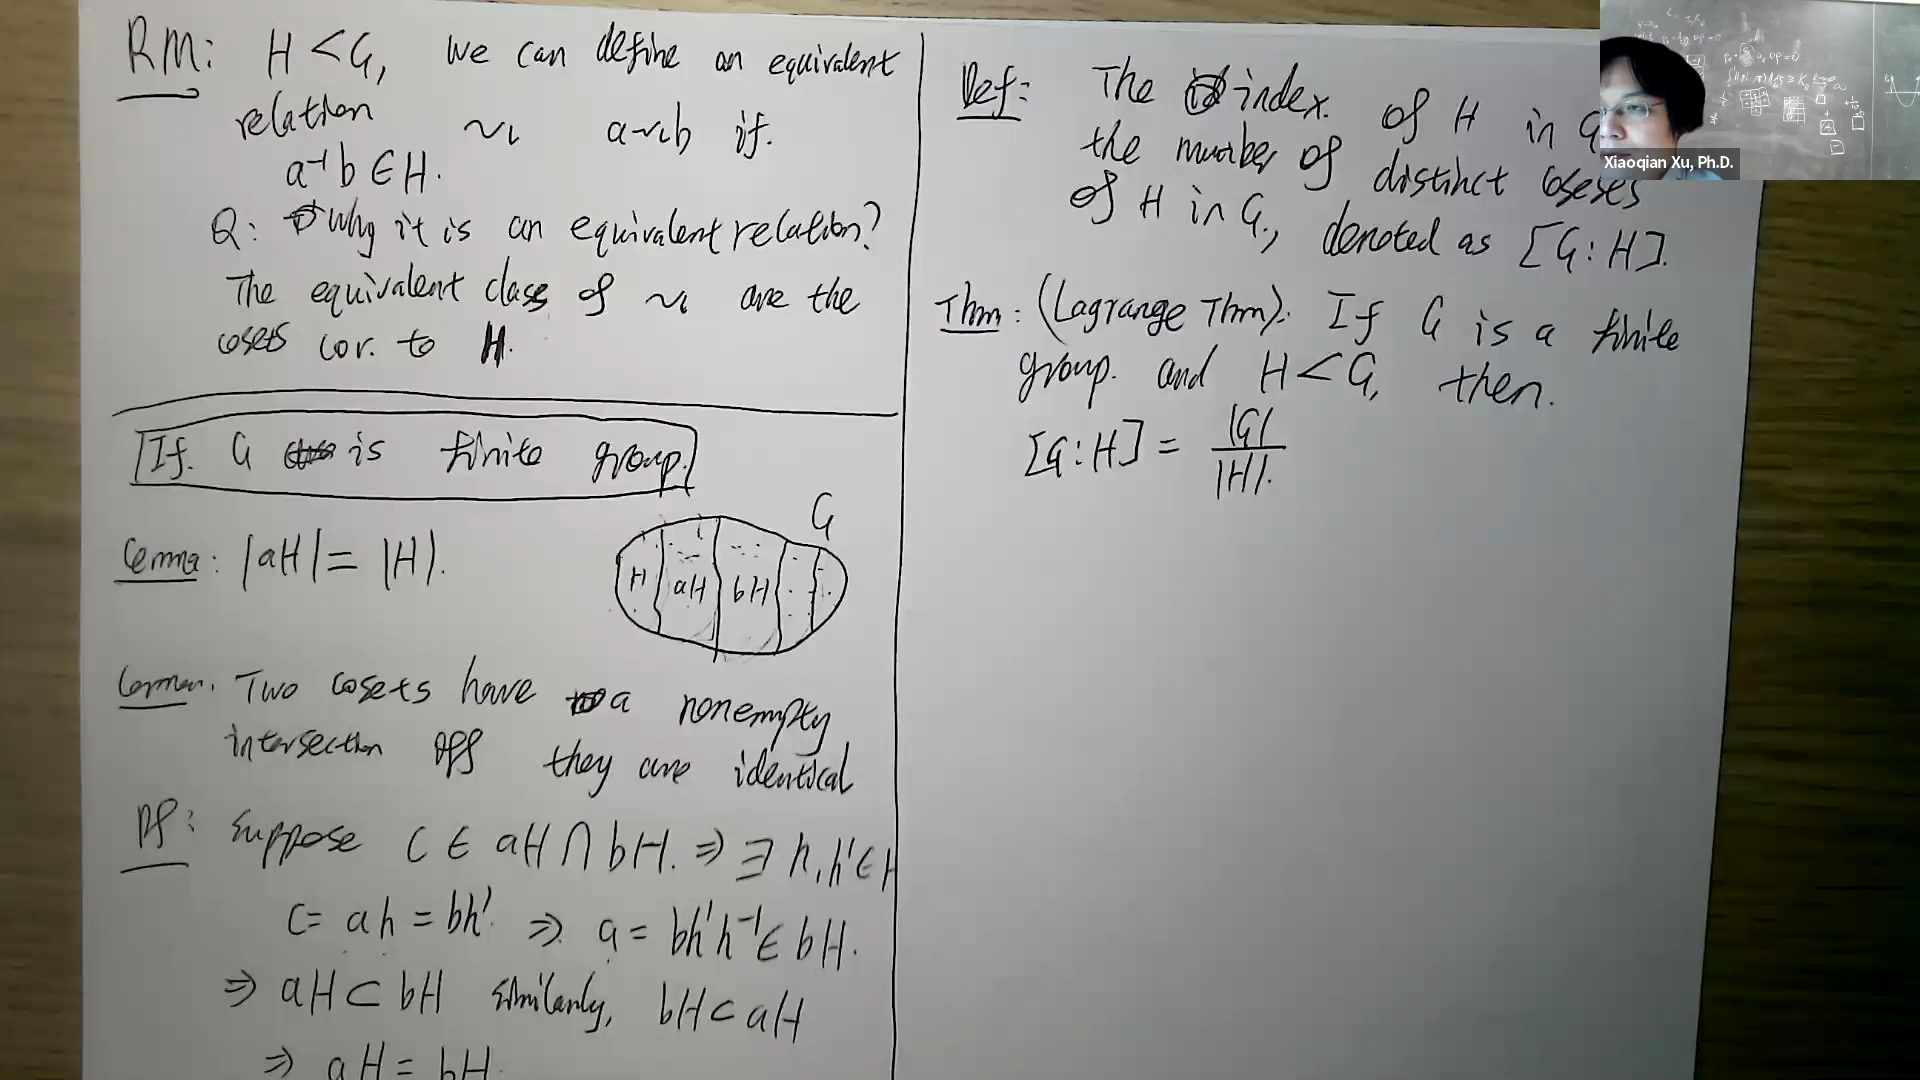 RM: H < G, we can define an equivalent
relation ~L a ~L b if.
a⁻¹b ∈ H.
Q: Why it is an equivalent relation?
The equivalent class of ~L are the
cosets cor. to H.
If. G is finite group.
Lemma: |aH| = |H|.
G
H aH bH
Two cosets have a nonempty
intersection iff they are identical
Pf: Suppose C ∈ aH ∩ bH. ⇒ ∃ h, h' ∈ H
C = ah = bh' ⇒ a = bh'h⁻¹ ∈ bH.
⇒ aH ⊂ bH similarly, bH ⊂ aH
⇒ aH = bH.
Def: The index. of H in G
the number of distinct coseses
of H in G., denoted as [G:H].
Thm: (Lagrange Thm). If G is a finite
group. and H < G, then.
[G:H] = |G| / |H|.
Xiaoqian Xu, Ph.D.